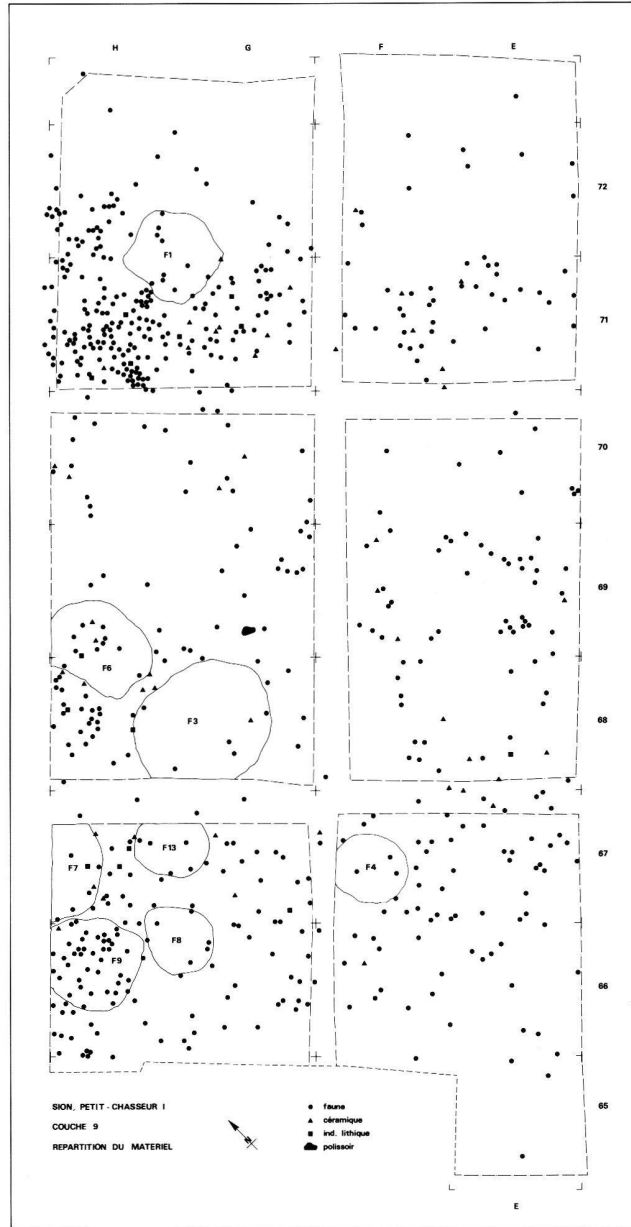 H G F E
72
F1
71
70
69
F6
F3
68
67
F13
F7
F4
F8
F9
66
65
SION, PETIT-CHASSEUR I
COUCHE 9
REPARTITION DU MATERIEL
faune
céramique
ind. lithique
polissoir
E